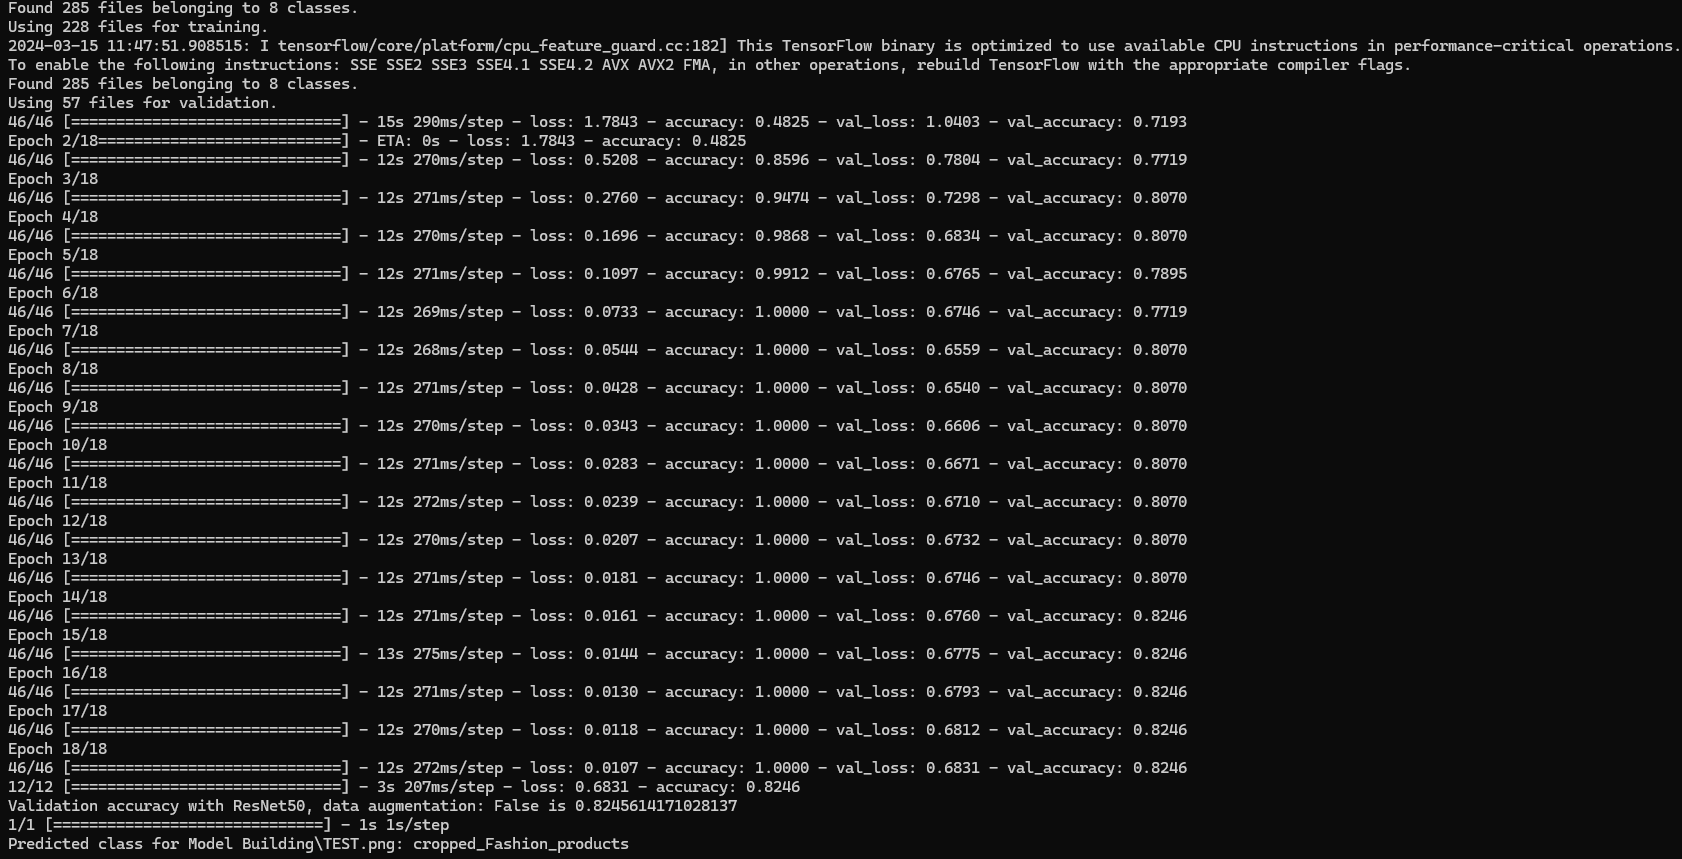 Found 285 files belonging to 8 classes.
Using 228 files for training.
2024-03-15 11:47:51.908515: I tensorflow/core/platform/cpu_feature_guard.cc:182] This TensorFlow binary is optimized to use available CPU instructions in performance-critical operations.
To enable the following instructions: SSE SSE2 SSE3 SSE4.1 SSE4.2 AVX AVX2 FMA, in other operations, rebuild TensorFlow with the appropriate compiler flags.
Found 285 files belonging to 8 classes.
Using 57 files for validation.
46/46 [==============================] - 15s 290ms/step - loss: 1.7843 - accuracy: 0.4825 - val_loss: 1.0403 - val_accuracy: 0.7193
Epoch 2/18===========================] - ETA: 0s - loss: 1.7843 - accuracy: 0.4825
46/46 [==============================] - 12s 270ms/step - loss: 0.5208 - accuracy: 0.8596 - val_loss: 0.7804 - val_accuracy: 0.7719
Epoch 3/18
46/46 [==============================] - 12s 271ms/step - loss: 0.2760 - accuracy: 0.9474 - val_loss: 0.7298 - val_accuracy: 0.8070
Epoch 4/18
46/46 [==============================] - 12s 270ms/step - loss: 0.1696 - accuracy: 0.9868 - val_loss: 0.6834 - val_accuracy: 0.8070
Epoch 5/18
46/46 [==============================] - 12s 271ms/step - loss: 0.1097 - accuracy: 0.9912 - val_loss: 0.6765 - val_accuracy: 0.7895
Epoch 6/18
46/46 [==============================] - 12s 269ms/step - loss: 0.0733 - accuracy: 1.0000 - val_loss: 0.6746 - val_accuracy: 0.7719
Epoch 7/18
46/46 [==============================] - 12s 268ms/step - loss: 0.0544 - accuracy: 1.0000 - val_loss: 0.6559 - val_accuracy: 0.8070
Epoch 8/18
46/46 [==============================] - 12s 271ms/step - loss: 0.0428 - accuracy: 1.0000 - val_loss: 0.6540 - val_accuracy: 0.8070
Epoch 9/18
46/46 [==============================] - 12s 270ms/step - loss: 0.0343 - accuracy: 1.0000 - val_loss: 0.6606 - val_accuracy: 0.8070
Epoch 10/18
46/46 [==============================] - 12s 271ms/step - loss: 0.0283 - accuracy: 1.0000 - val_loss: 0.6671 - val_accuracy: 0.8070
Epoch 11/18
46/46 [==============================] - 12s 272ms/step - loss: 0.0239 - accuracy: 1.0000 - val_loss: 0.6710 - val_accuracy: 0.8070
Epoch 12/18
46/46 [==============================] - 12s 270ms/step - loss: 0.0207 - accuracy: 1.0000 - val_loss: 0.6732 - val_accuracy: 0.8070
Epoch 13/18
46/46 [==============================] - 12s 271ms/step - loss: 0.0181 - accuracy: 1.0000 - val_loss: 0.6746 - val_accuracy: 0.8070
Epoch 14/18
46/46 [==============================] - 12s 271ms/step - loss: 0.0161 - accuracy: 1.0000 - val_loss: 0.6760 - val_accuracy: 0.8246
Epoch 15/18
46/46 [==============================] - 13s 275ms/step - loss: 0.0144 - accuracy: 1.0000 - val_loss: 0.6775 - val_accuracy: 0.8246
Epoch 16/18
46/46 [==============================] - 12s 271ms/step - loss: 0.0130 - accuracy: 1.0000 - val_loss: 0.6793 - val_accuracy: 0.8246
Epoch 17/18
46/46 [==============================] - 12s 270ms/step - loss: 0.0118 - accuracy: 1.0000 - val_loss: 0.6812 - val_accuracy: 0.8246
Epoch 18/18
46/46 [==============================] - 12s 272ms/step - loss: 0.0107 - accuracy: 1.0000 - val_loss: 0.6831 - val_accuracy: 0.8246
12/12 [==============================] - 3s 207ms/step - loss: 0.6831 - accuracy: 0.8246
Validation accuracy with ResNet50, data augmentation: False is 0.8245614171028137
1/1 [==============================] - 1s 1s/step
Predicted class for Model Building\TEST.png: cropped_Fashion_products